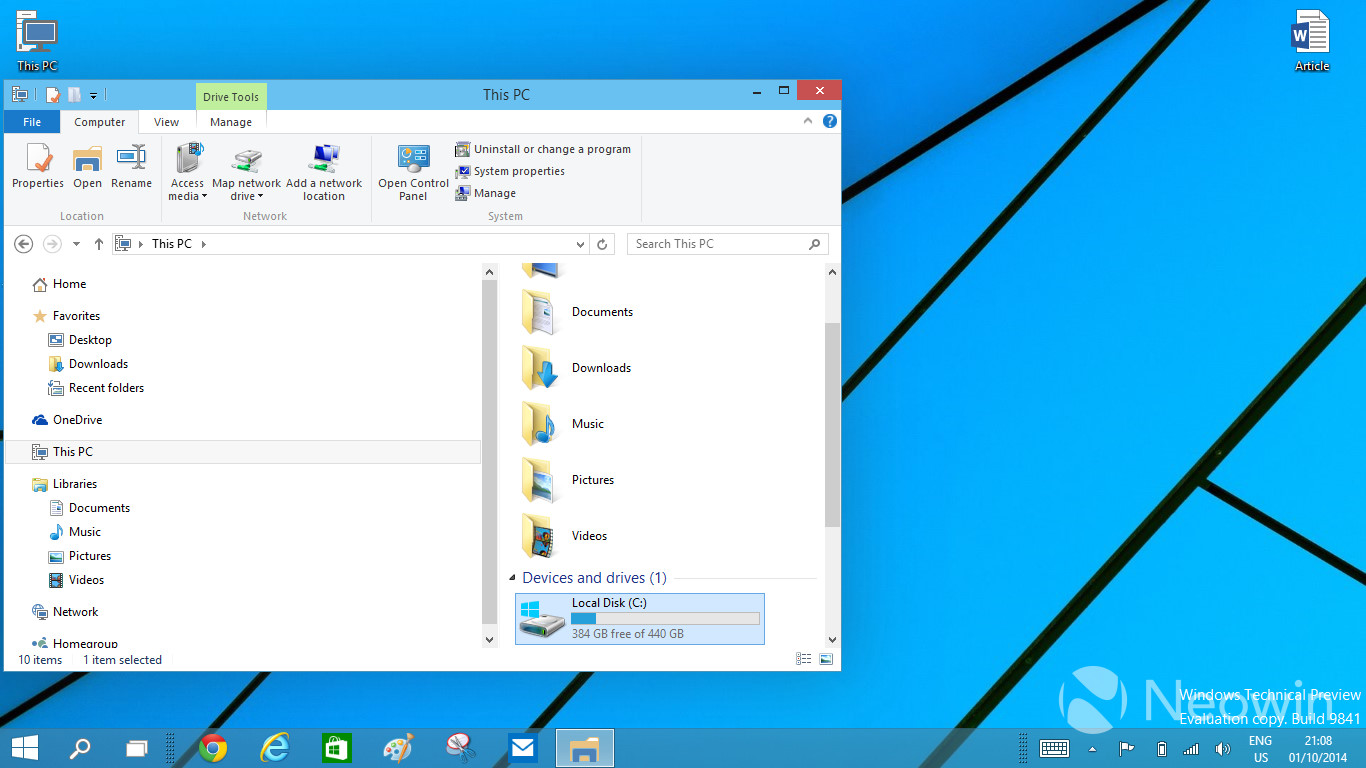 This PC
Article
Drive Tools
This PC
File
Computer
View
Manage
Properties
Open
Rename
Access media
Map network drive
Add a network location
Open Control Panel
Uninstall or change a program
System properties
Manage
Location
Network
System
This PC
Search This PC
Home
Favorites
Desktop
Downloads
Recent folders
OneDrive
This PC
Libraries
Documents
Music
Pictures
Videos
Network
Homegroup
Documents
Downloads
Music
Pictures
Videos
Devices and drives (1)
Local Disk (C:)
384 GB free of 440 GB
10 items
1 item selected
Neowin
Windows Technical Preview
Evaluation copy. Build 9841
ENG
US
21:08
01/10/2014